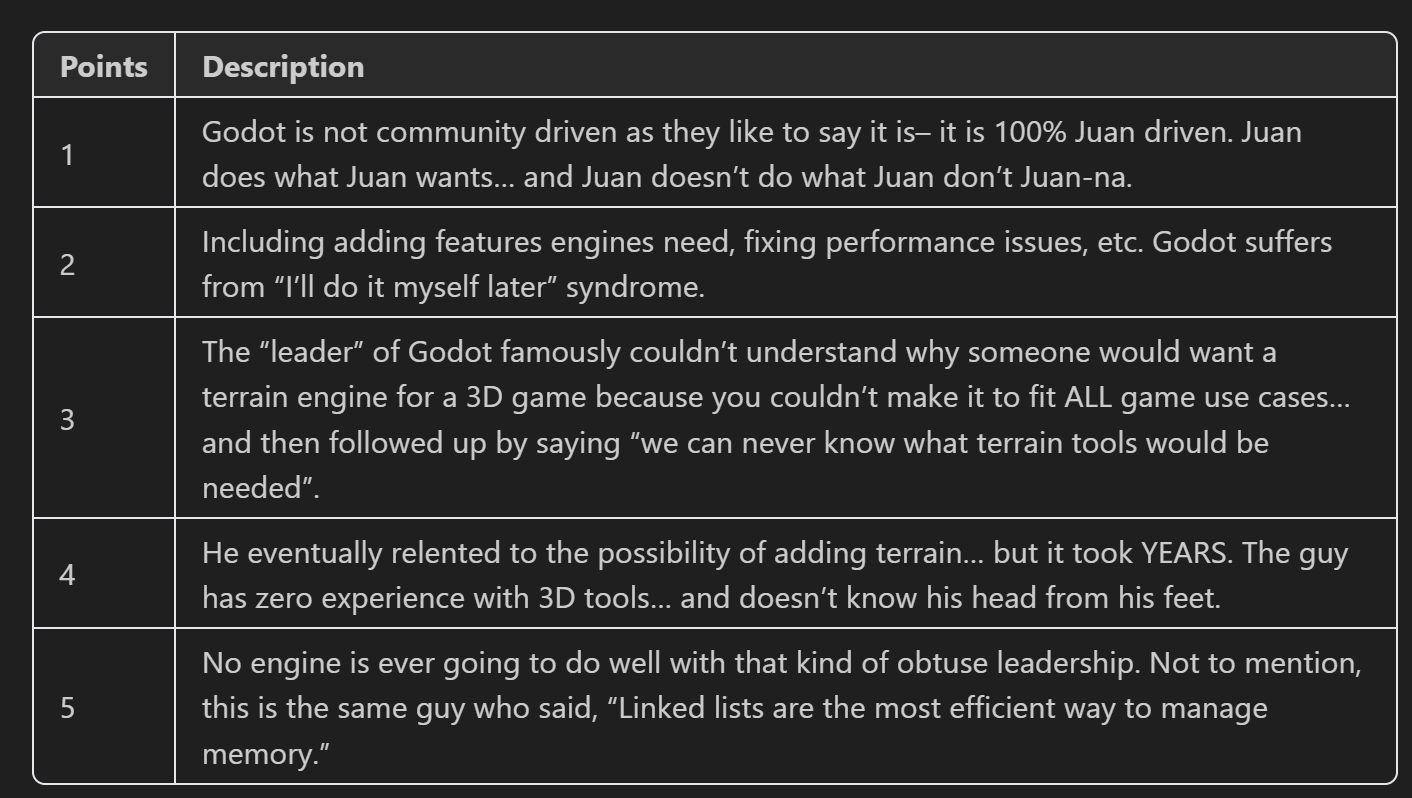 Points Description
1
Godot is not community driven as they like to say it is– it is 100% Juan driven. Juan
does what Juan wants… and Juan doesn’t do what Juan don’t Juan-na.
2
Including adding features engines need, fixing performance issues, etc. Godot suffers
from “I’ll do it myself later” syndrome.
3
The “leader” of Godot famously couldn’t understand why someone would want a
terrain engine for a 3D game because you couldn’t make it to fit ALL game use cases…
and then followed up by saying “we can never know what terrain tools would be
needed”.
4
He eventually relented to the possibility of adding terrain… but it took YEARS. The guy
has zero experience with 3D tools… and doesn’t know his head from his feet.
5
No engine is ever going to do well with that kind of obtuse leadership. Not to mention,
this is the same guy who said, “Linked lists are the most efficient way to manage
memory.”